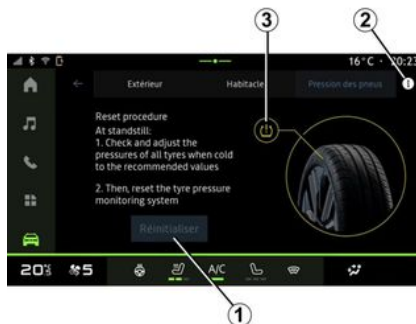 3
2
16°C · 20:23
Extérieur
Habitacle
Pression des pneus
Reset procedure
At standstill:
1. Check and adjust the
pressures of all tyres when cold
to the recommended values
2. Then, reset the tyre pressure
monitoring system
Réinitialiser
5
A/C
1